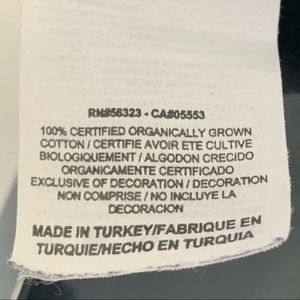 RN#56323 - CA#05553
100% CERTIFIED ORGANICALLY GROWN
COTTON / CERTIFIE AVOIR ETE CULTIVE
BIOLOGIQUEMENT / ALGODON CRECIDO
ORGANICAMENTE CERTIFICADO
EXCLUSIVE OF DECORATION / DECORATION
NON COMPRISE / NO INCLUYE LA
DECORACION
MADE IN TURKEY/FABRIQUE EN
TURQUIE/HECHO EN TURQUIA